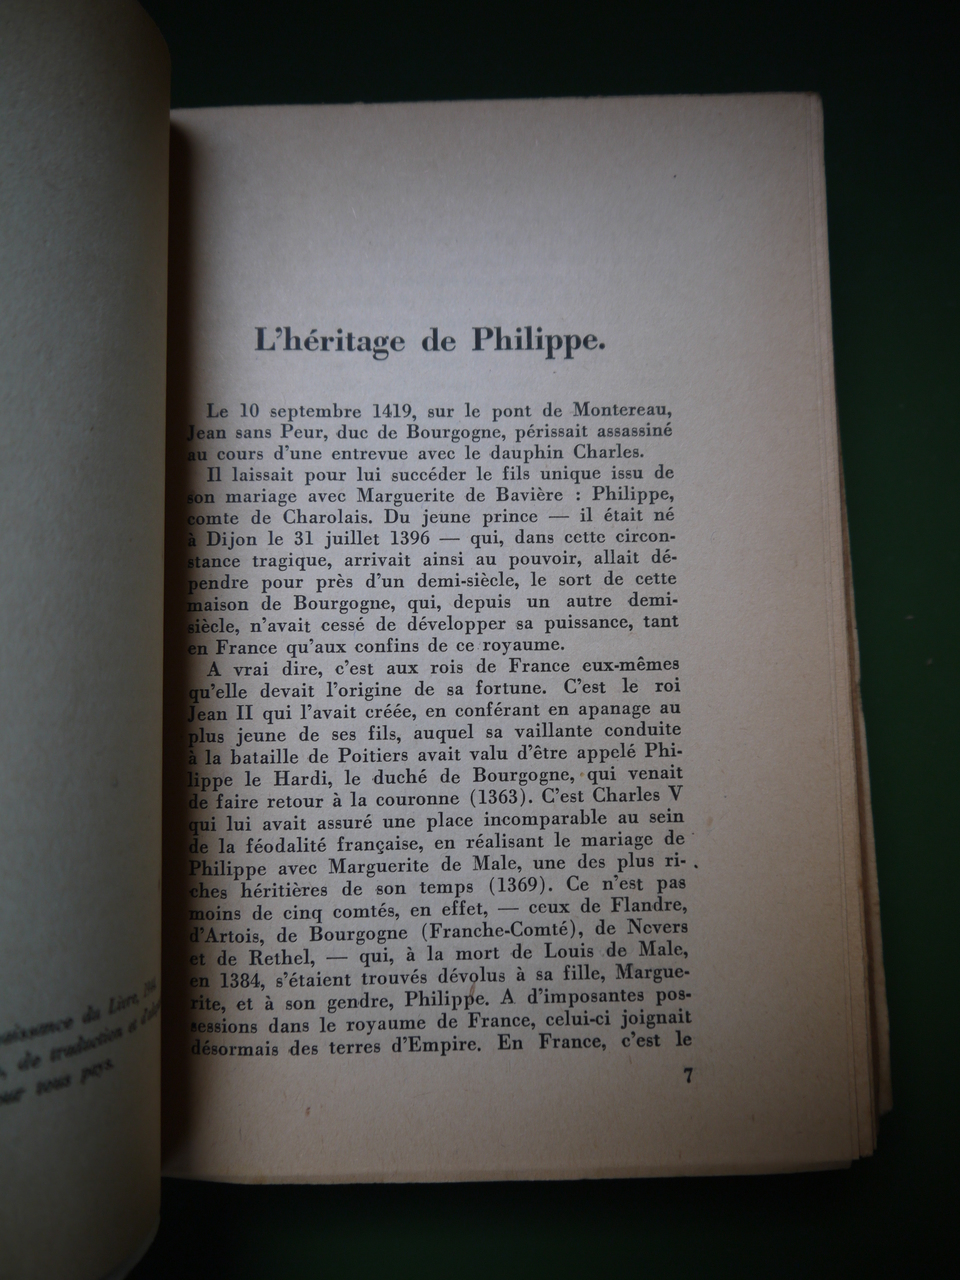 L'héritage de Philippe.
Le 10 septembre 1419, sur le pont de Montereau,
Jean sans Peur, duc de Bourgogne, périssait assassiné
au cours d'une entrevue avec le dauphin Charles.
Il laissait pour lui succéder le fils unique issu de
son mariage avec Marguerite de Bavière : Philippe,
comte de Charolais. Du jeune prince — il était né
à Dijon le 31 juillet 1396 — qui, dans cette circon-
stance tragique, arrivait ainsi au pouvoir, allait dé-
pendre pour près d'un demi-siècle, le sort de cette
maison de Bourgogne, qui, depuis un autre demi-
siècle, n'avait cessé de développer sa puissance, tant
en France qu'aux confins de ce royaume.
A vrai dire, c'est aux rois de France eux-mêmes
qu'elle devait l'origine de sa fortune. C'est le roi
Jean II qui l'avait créée, en conférant en apanage au
plus jeune de ses fils, auquel sa vaillante conduite
à la bataille de Poitiers avait valu d'être appelé Phi-
lippe le Hardi, le duché de Bourgogne, qui venait
de faire retour à la couronne (1363). C'est Charles V
qui lui avait assuré une place incomparable au sein
de la féodalité française, en réalisant le mariage de
Philippe avec Marguerite de Male, une des plus ri-
ches héritières de son temps (1369). Ce n'est pas
moins de cinq comtés, en effet, — ceux de Flandre,
d'Artois, de Bourgogne (Franche-Comté), de Nevers
et de Rethel, — qui, à la mort de Louis de Male,
en 1384, s'étaient trouvés dévolus à sa fille, Margue-
rite, et à son gendre, Philippe. A d'imposantes pos-
sessions dans le royaume de France, celui-ci joignait
désormais des terres d'Empire. En France, c'est le
7
du Livre,
de traduction et
tous pays.